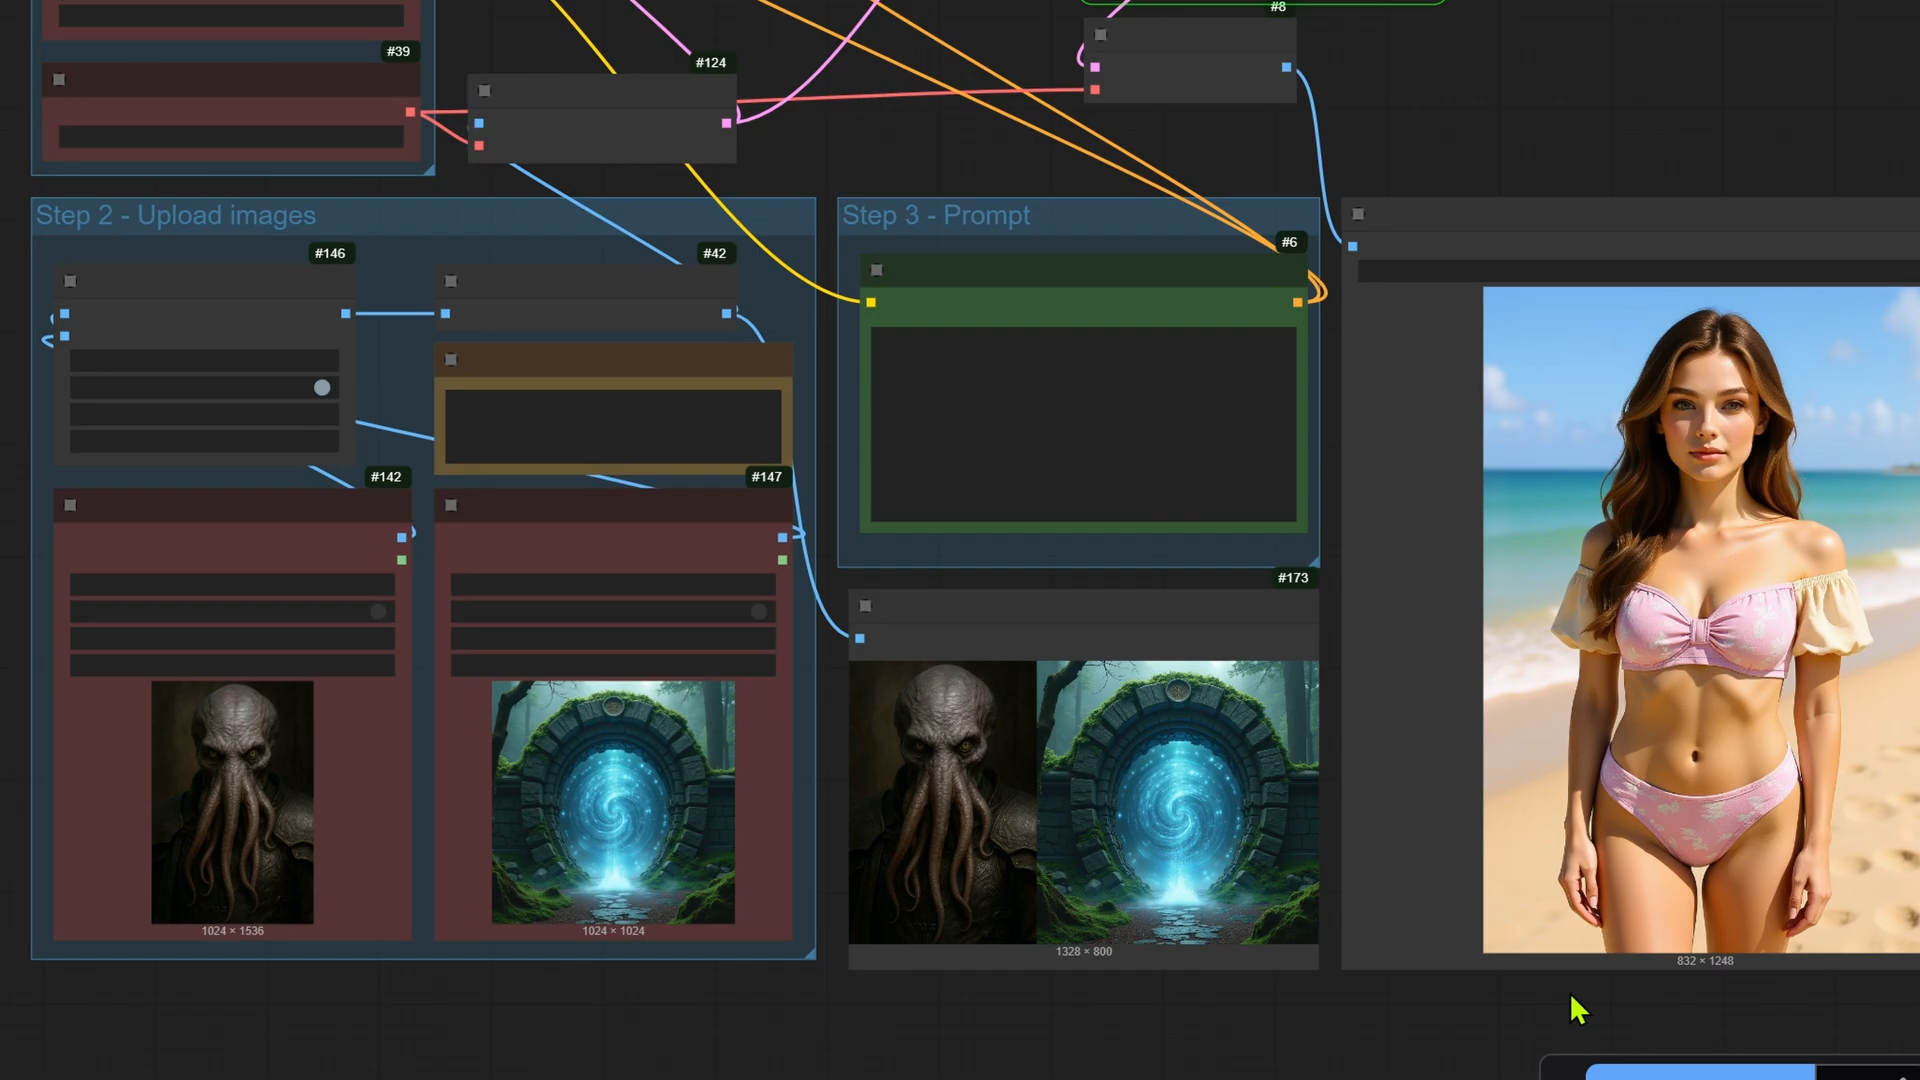 #8
#39
#124
Step 2 - Upload images
Step 3 - Prompt
#146
#42
#6
#142
#147
#173
1024 × 1536
1024 × 1024
1328 × 800
832 × 1248